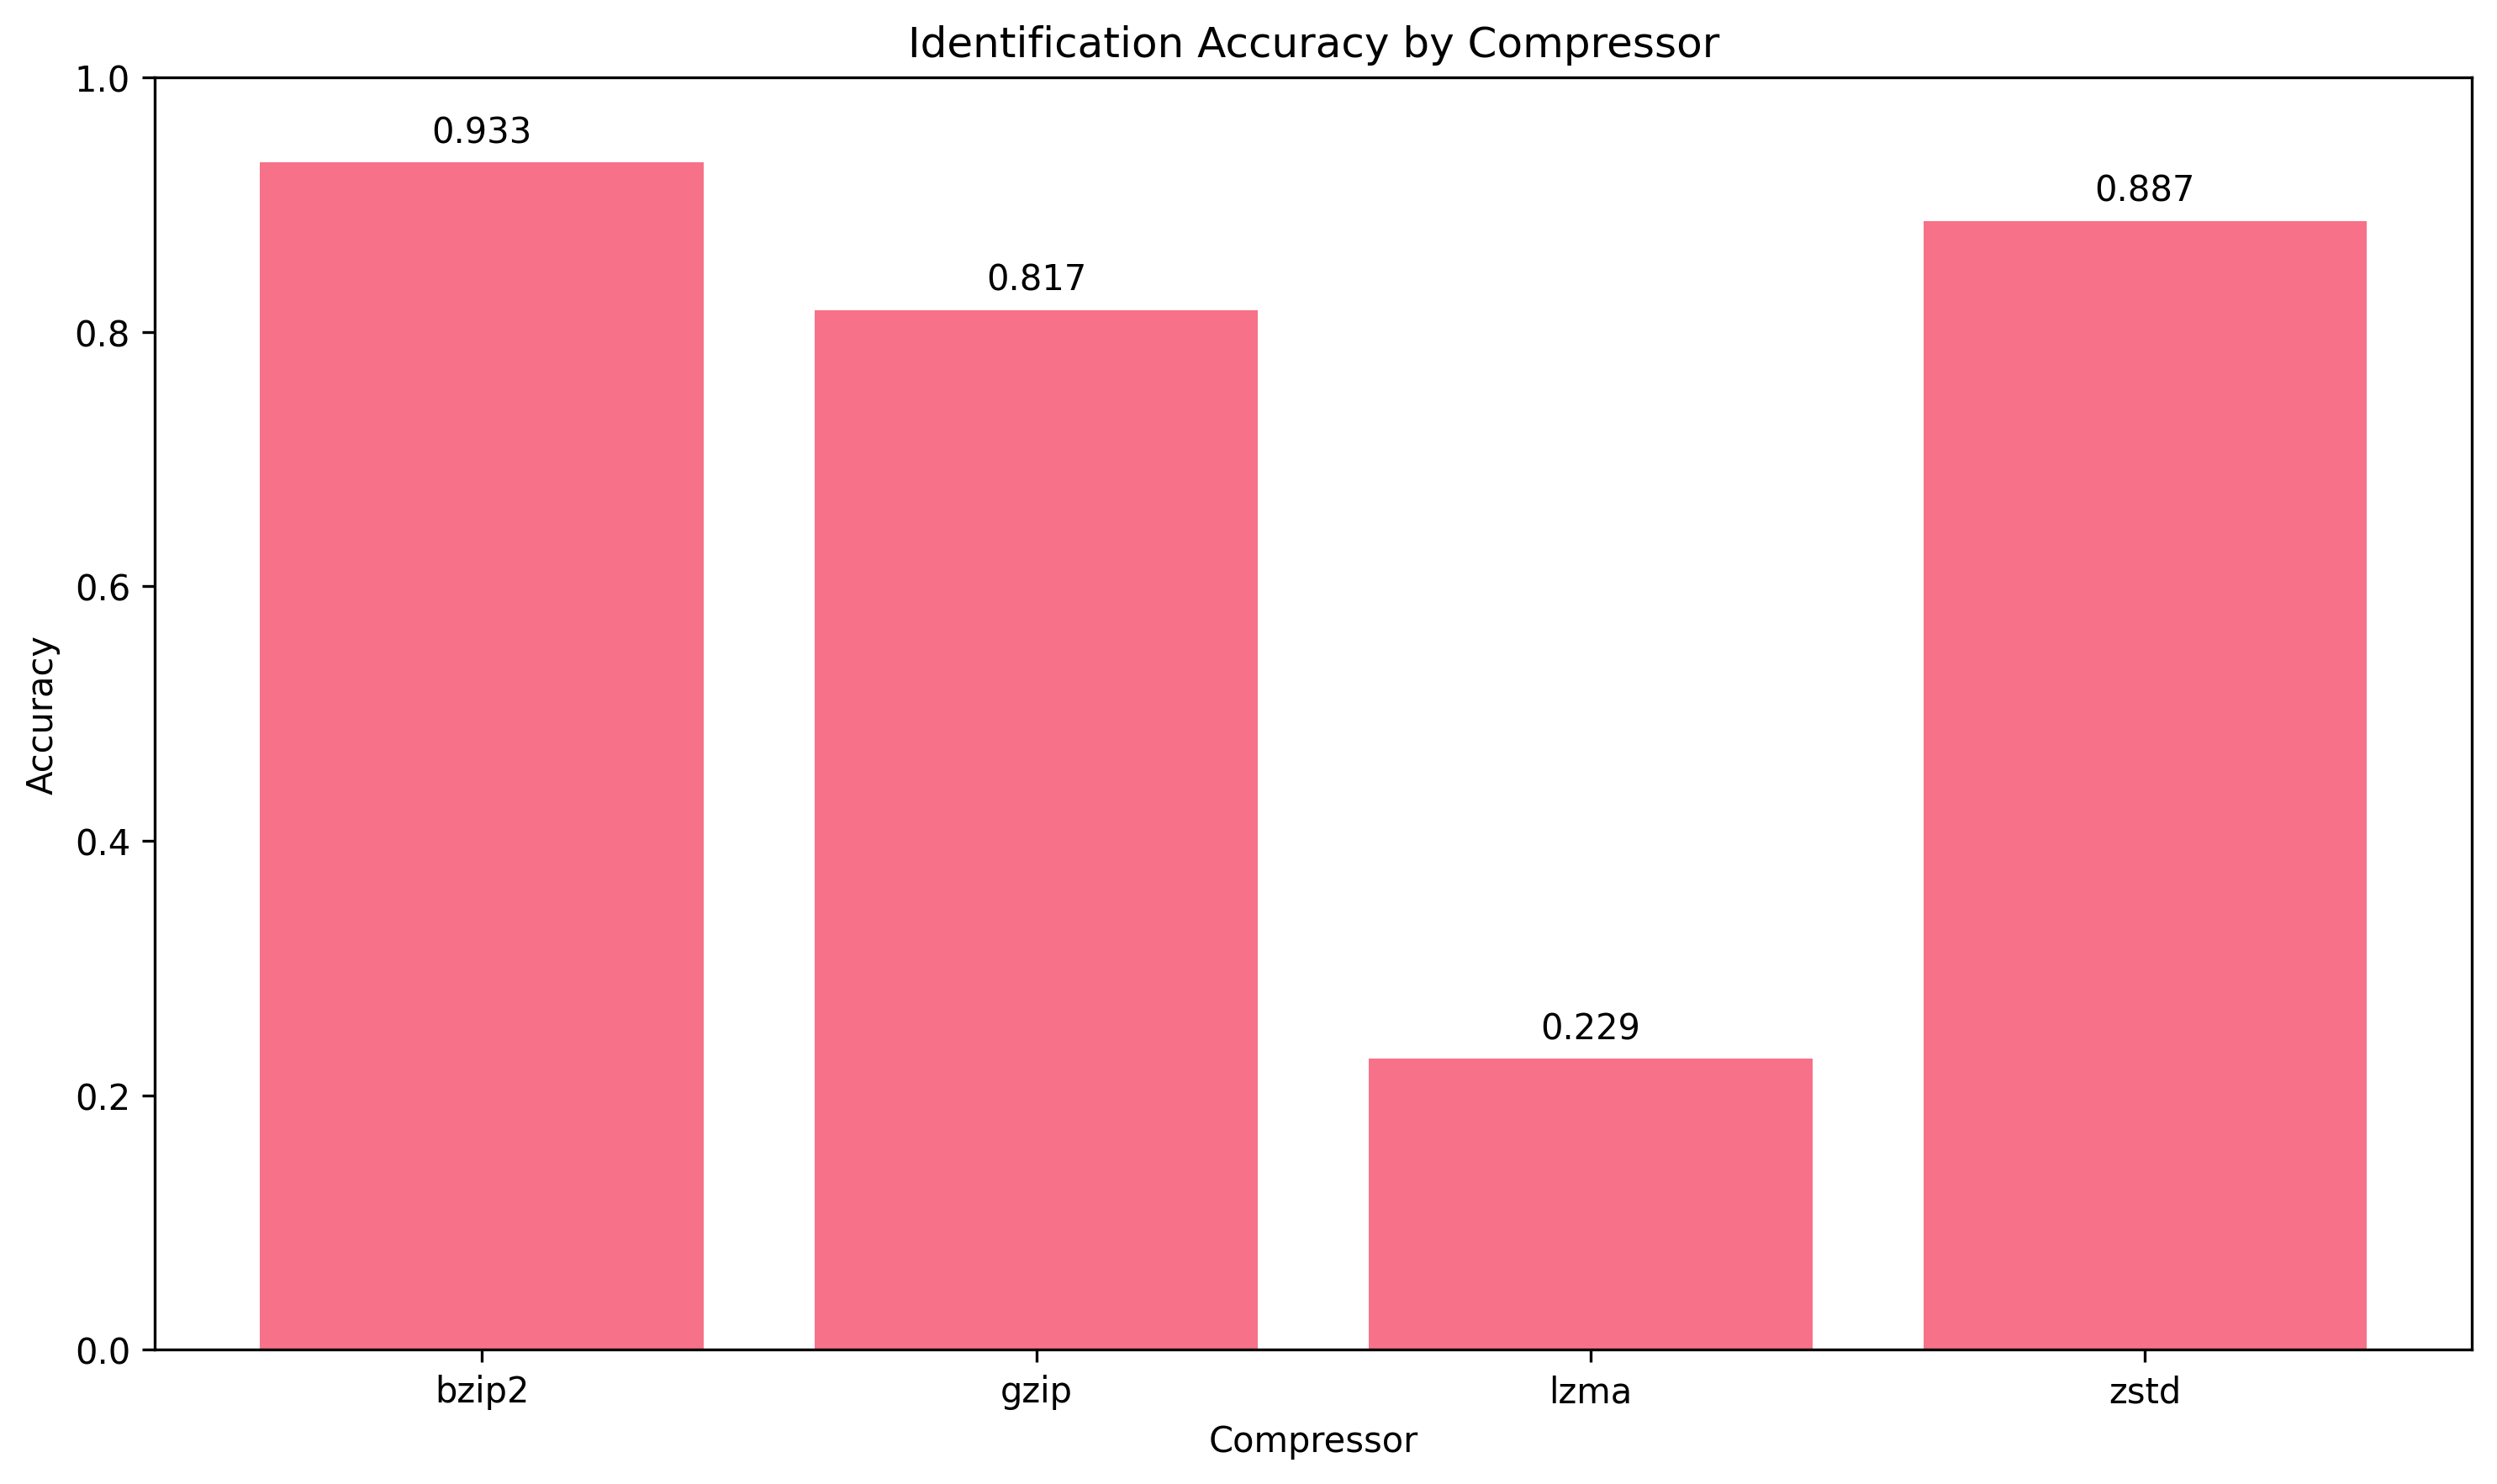 Identification Accuracy by Compressor
1.0
0.8
0.6
0.4
0.2
0.0
Accuracy
0.933
0.817
0.229
0.887
bzip2
gzip
lzma
zstd
Compressor